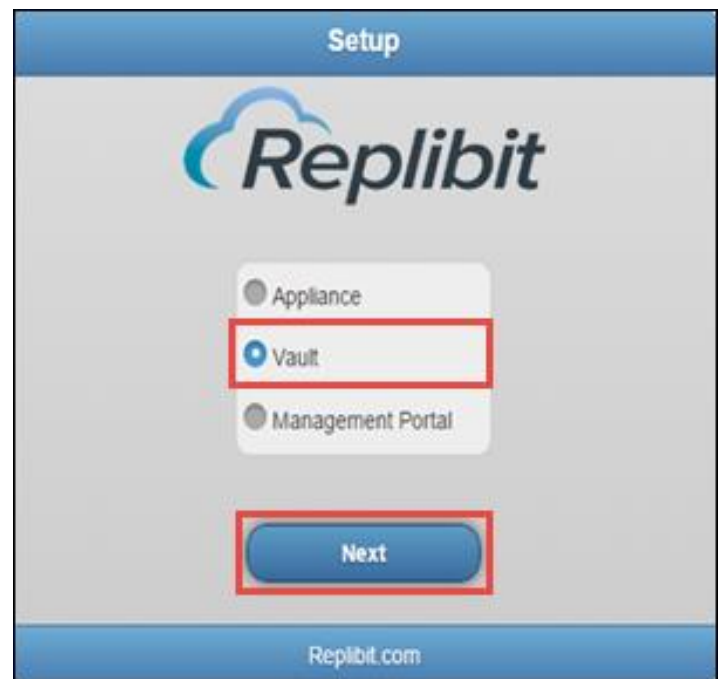 Setup
Replibit
Appliance
Vault
Management Portal
Next
Replibit.com